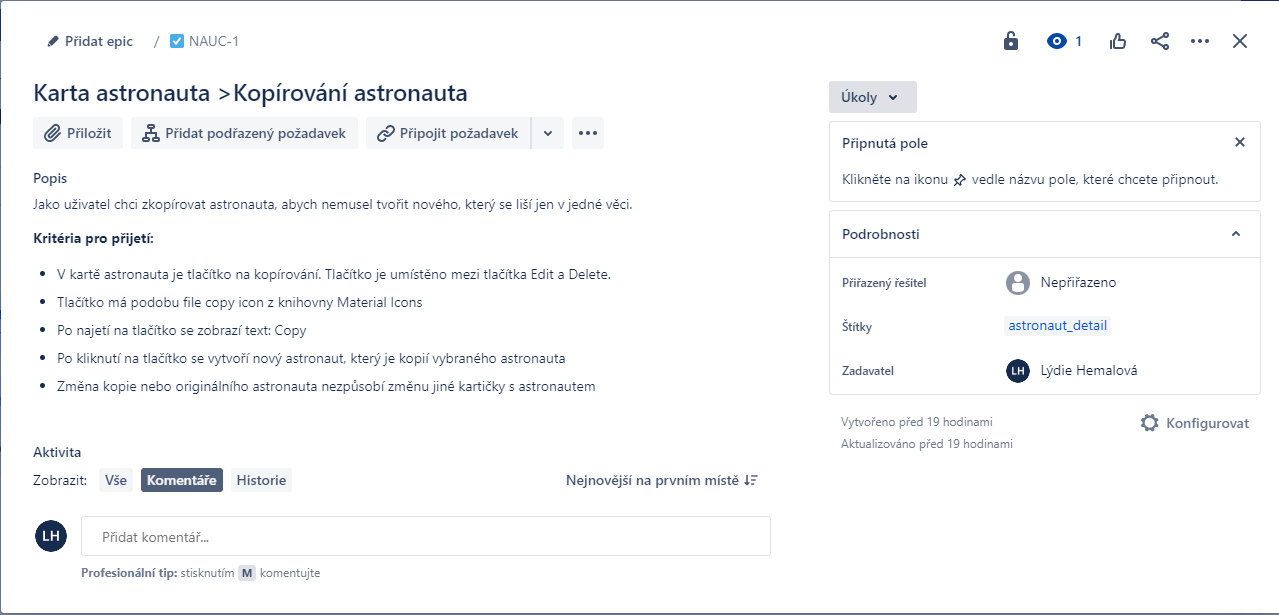 Přidat epic / NAUC-1
1
Karta astronauta >Kopírování astronauta
Přiložit
Přidat podřazený požadavek
Připojit požadavek
Popis
Jako uživatel chci zkopírovat astronauta, abych nemusel tvořit nového, který se liší jen v jedné věci.
Kritéria pro přijetí:
V kartě astronauta je tlačítko na kopírování. Tlačítko je umístěno mezi tlačítka Edit a Delete.
Tlačítko má podobu file copy icon z knihovny Material Icons
Po najetí na tlačítko se zobrazí text: Copy
Po kliknutí na tlačítko se vytvoří nový astronaut, který je kopií vybraného astronauta
Změna kopie nebo originálního astronauta nezpůsobí změnu jiné kartičky s astronautem
Aktivita
Zobrazit: Vše Komentáře Historie
Nejnovější na prvním místě
LH
Přidat komentář...
Profesionální tip: stisknutím M komentujte
Úkoly
Připnutá pole
Klikněte na ikonu vedle názvu pole, které chcete připnout.
Podrobnosti
Přiřazený řešitel
Nepřiřazeno
Štítky
astronaut_detail
Zadavatel
LH Lýdie Hemalová
Vytvořeno před 19 hodinami
Aktualizováno před 19 hodinami
Konfigurovat